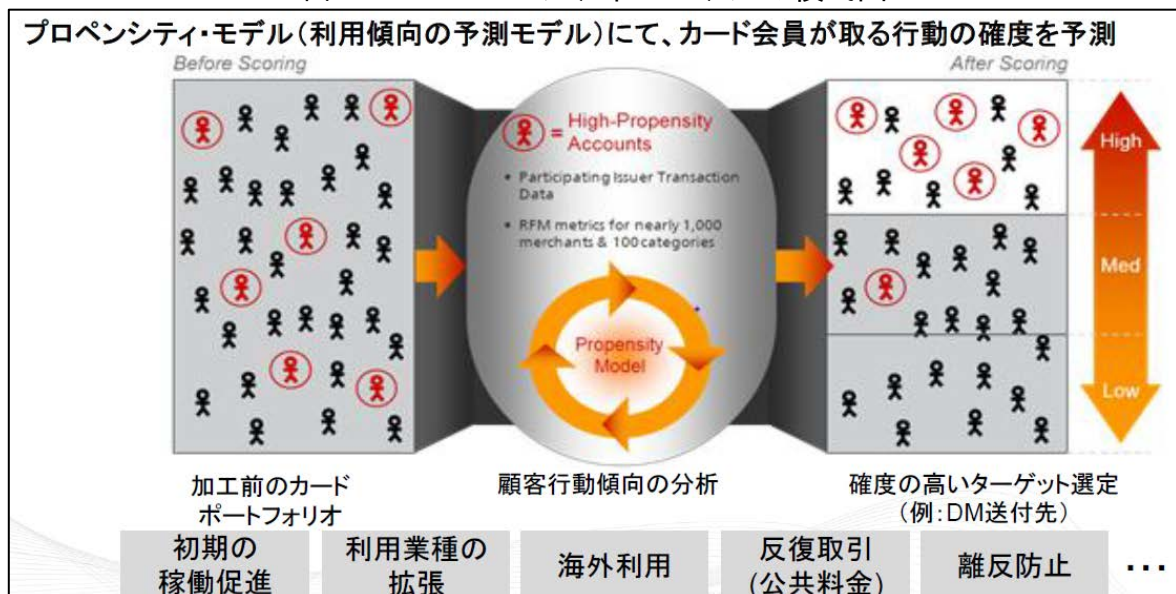 プロペンシティ・モデル(利用傾向の予測モデル)にて、カード会員が取る行動の確度を予測
Before Scoring
After Scoring
= High-Propensity
Accounts
• Participating Issuer Transaction
Data
• RFM metrics for nearly 1,000
merchants & 100 categories
Propensity
Model
High
Med
Low
加工前のカード
ポートフォリオ
顧客行動傾向の分析
確度の高いターゲット選定
(例:DM送付先)
初期の
稼働促進
利用業種の
拡張
海外利用
反復取引
(公共料金)
離反防止
…